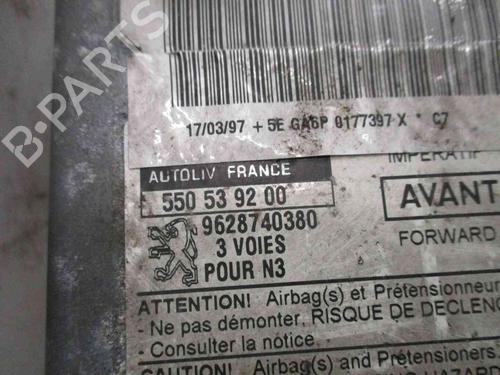 B-PARTS
17/03/97 + 5E GA6P 0177397 X * C7
IMPERATIF
AUTOLIV FRANCE
550 53 92 00
AVANT
9628740380
FORWARD
3 VOIES
POUR N3
ATTENTION! Airbag(s) et Prétensionneur
- Ne pas démonter, RISQUE DE DECLEN
- Consulter la notice.
CAUTION! Airbag(s) and Pretensioners